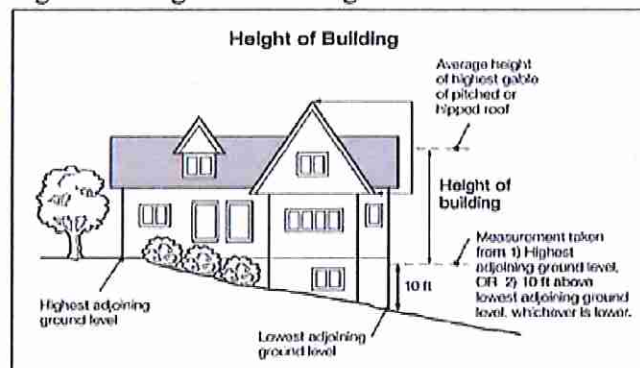 Height of Building
Average height
of highest gable
of pitched or
hipped roof
Height of
building
Measurement taken
from 1) Highest
adjoining ground level,
OR 2) 10 ft above
lowest adjoining ground
level, whichever is lower.
10 ft
Highest adjoining
ground level
Lowest adjoining
ground level